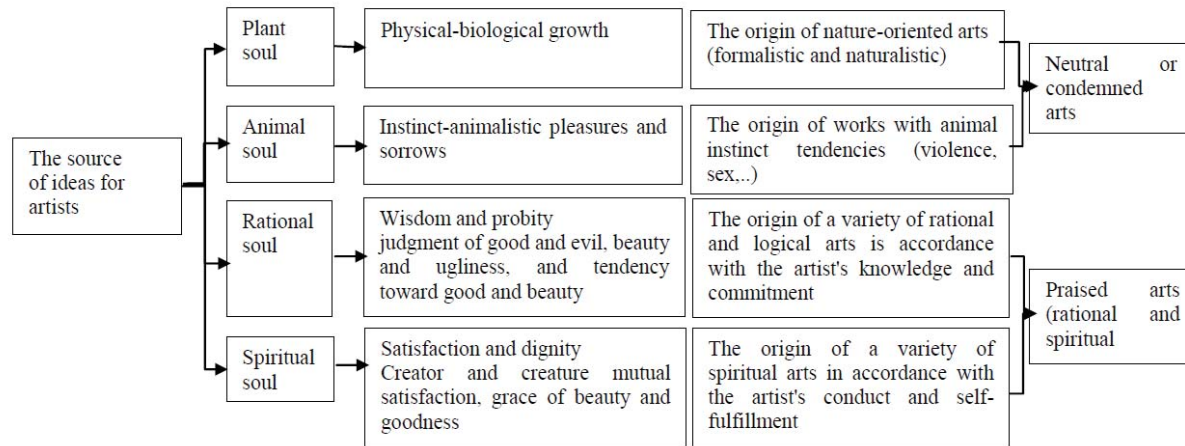 The source
of ideas for
artists
Plant
soul
Physical-biological growth
The origin of nature-oriented arts
(formalistic and naturalistic)
Neutral or
condemned
arts
Animal
soul
Instinct-animalistic pleasures and
sorrows
The origin of works with animal
instinct tendencies (violence,
sex,..)
Rational
soul
Wisdom and probity
judgment of good and evil, beauty
and ugliness, and tendency
toward good and beauty
The origin of a variety of rational
and logical arts is accordance
with the artist's knowledge and
commitment
Praised arts
(rational and
spiritual
Spiritual
soul
Satisfaction and dignity
Creator and creature mutual
satisfaction, grace of beauty and
goodness
The origin of a variety of
spiritual arts in accordance with
the artist's conduct and self-
fulfillment